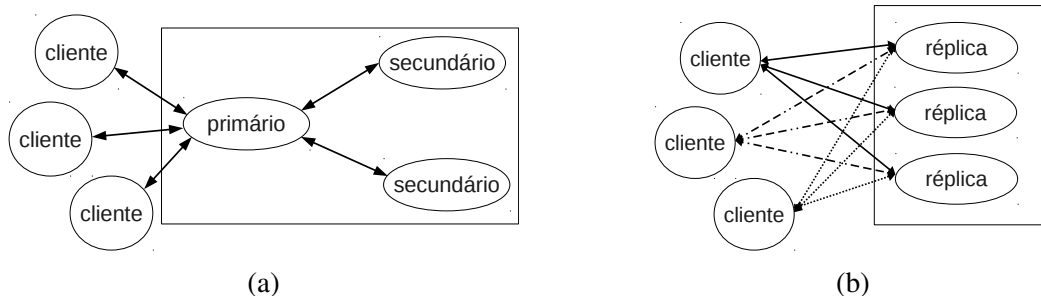 cliente
cliente
cliente
primário
secundário
secundário
(a)
cliente
cliente
cliente
réplica
réplica
réplica
(b)